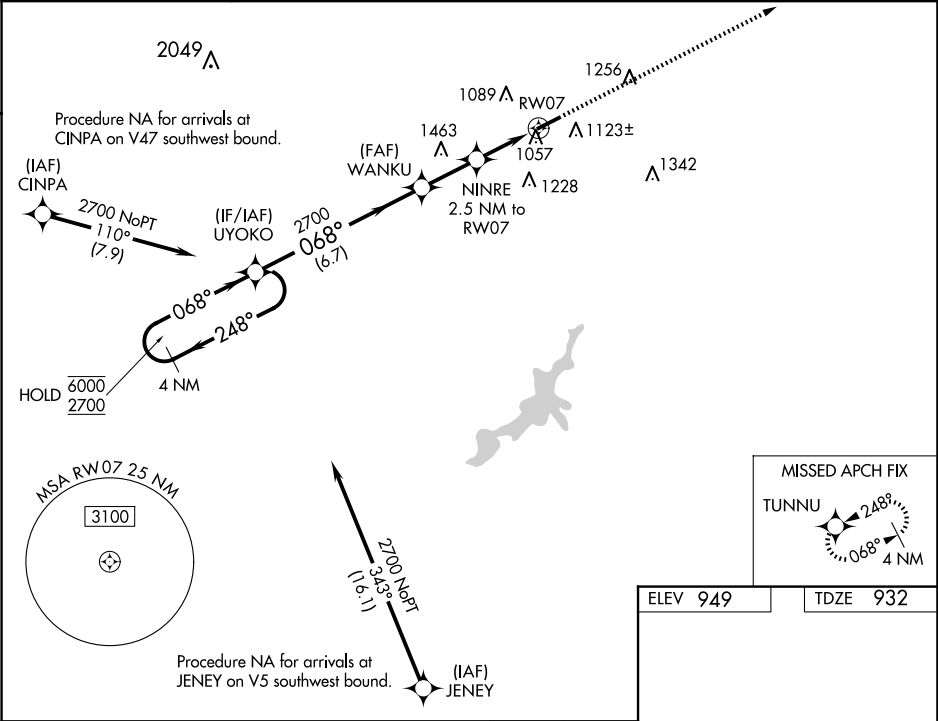 2049
1256
1089
RW07
Procedure NA for arrivals at
CINPA on V47 southwest bound.
1463
1123±
1057
(FAF)
WANKU
(IAF)
CINPA
NINRE
2.5 NM to
RW07
1228
1342
2700 NoPT
110°
(7.9)
(IF/IAF)
UYOKO
2700
068°
(6.7)
068°
248°
4 NM
HOLD 6000
2700
MSA RW07 25 NM
3100
2700 NoPT
343°
(16.1)
MISSED APCH FIX
TUNNU
248°
068°
4 NM
ELEV 949
TDZE 932
Procedure NA for arrivals at
JENEY on V5 southwest bound.
(IAF)
JENEY